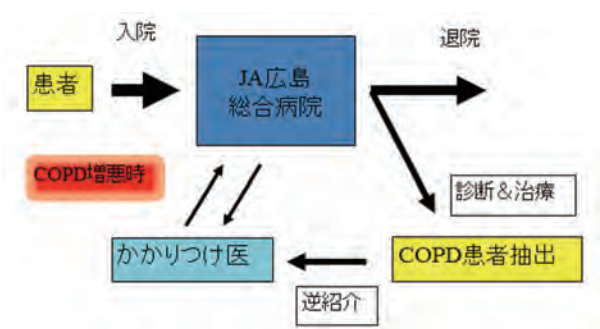 入院
退院
患者
JA広島
総合病院
COPD増悪時
診断&治療
かかりつけ医
COPD患者抽出
逆紹介